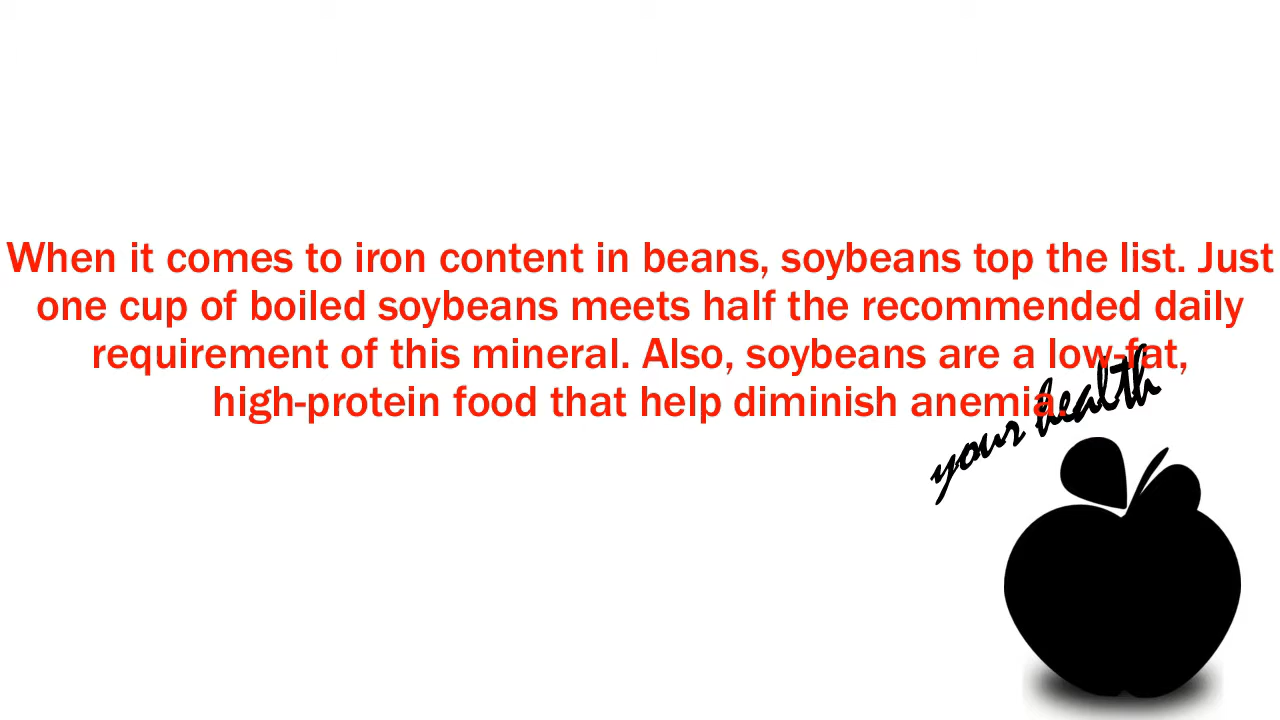 When it comes to iron content in beans, soybeans top the list. Just
one cup of boiled soybeans meets half the recommended daily
requirement of this mineral. Also, soybeans are a low-fat,
high-protein food that help diminish anemia.
your health